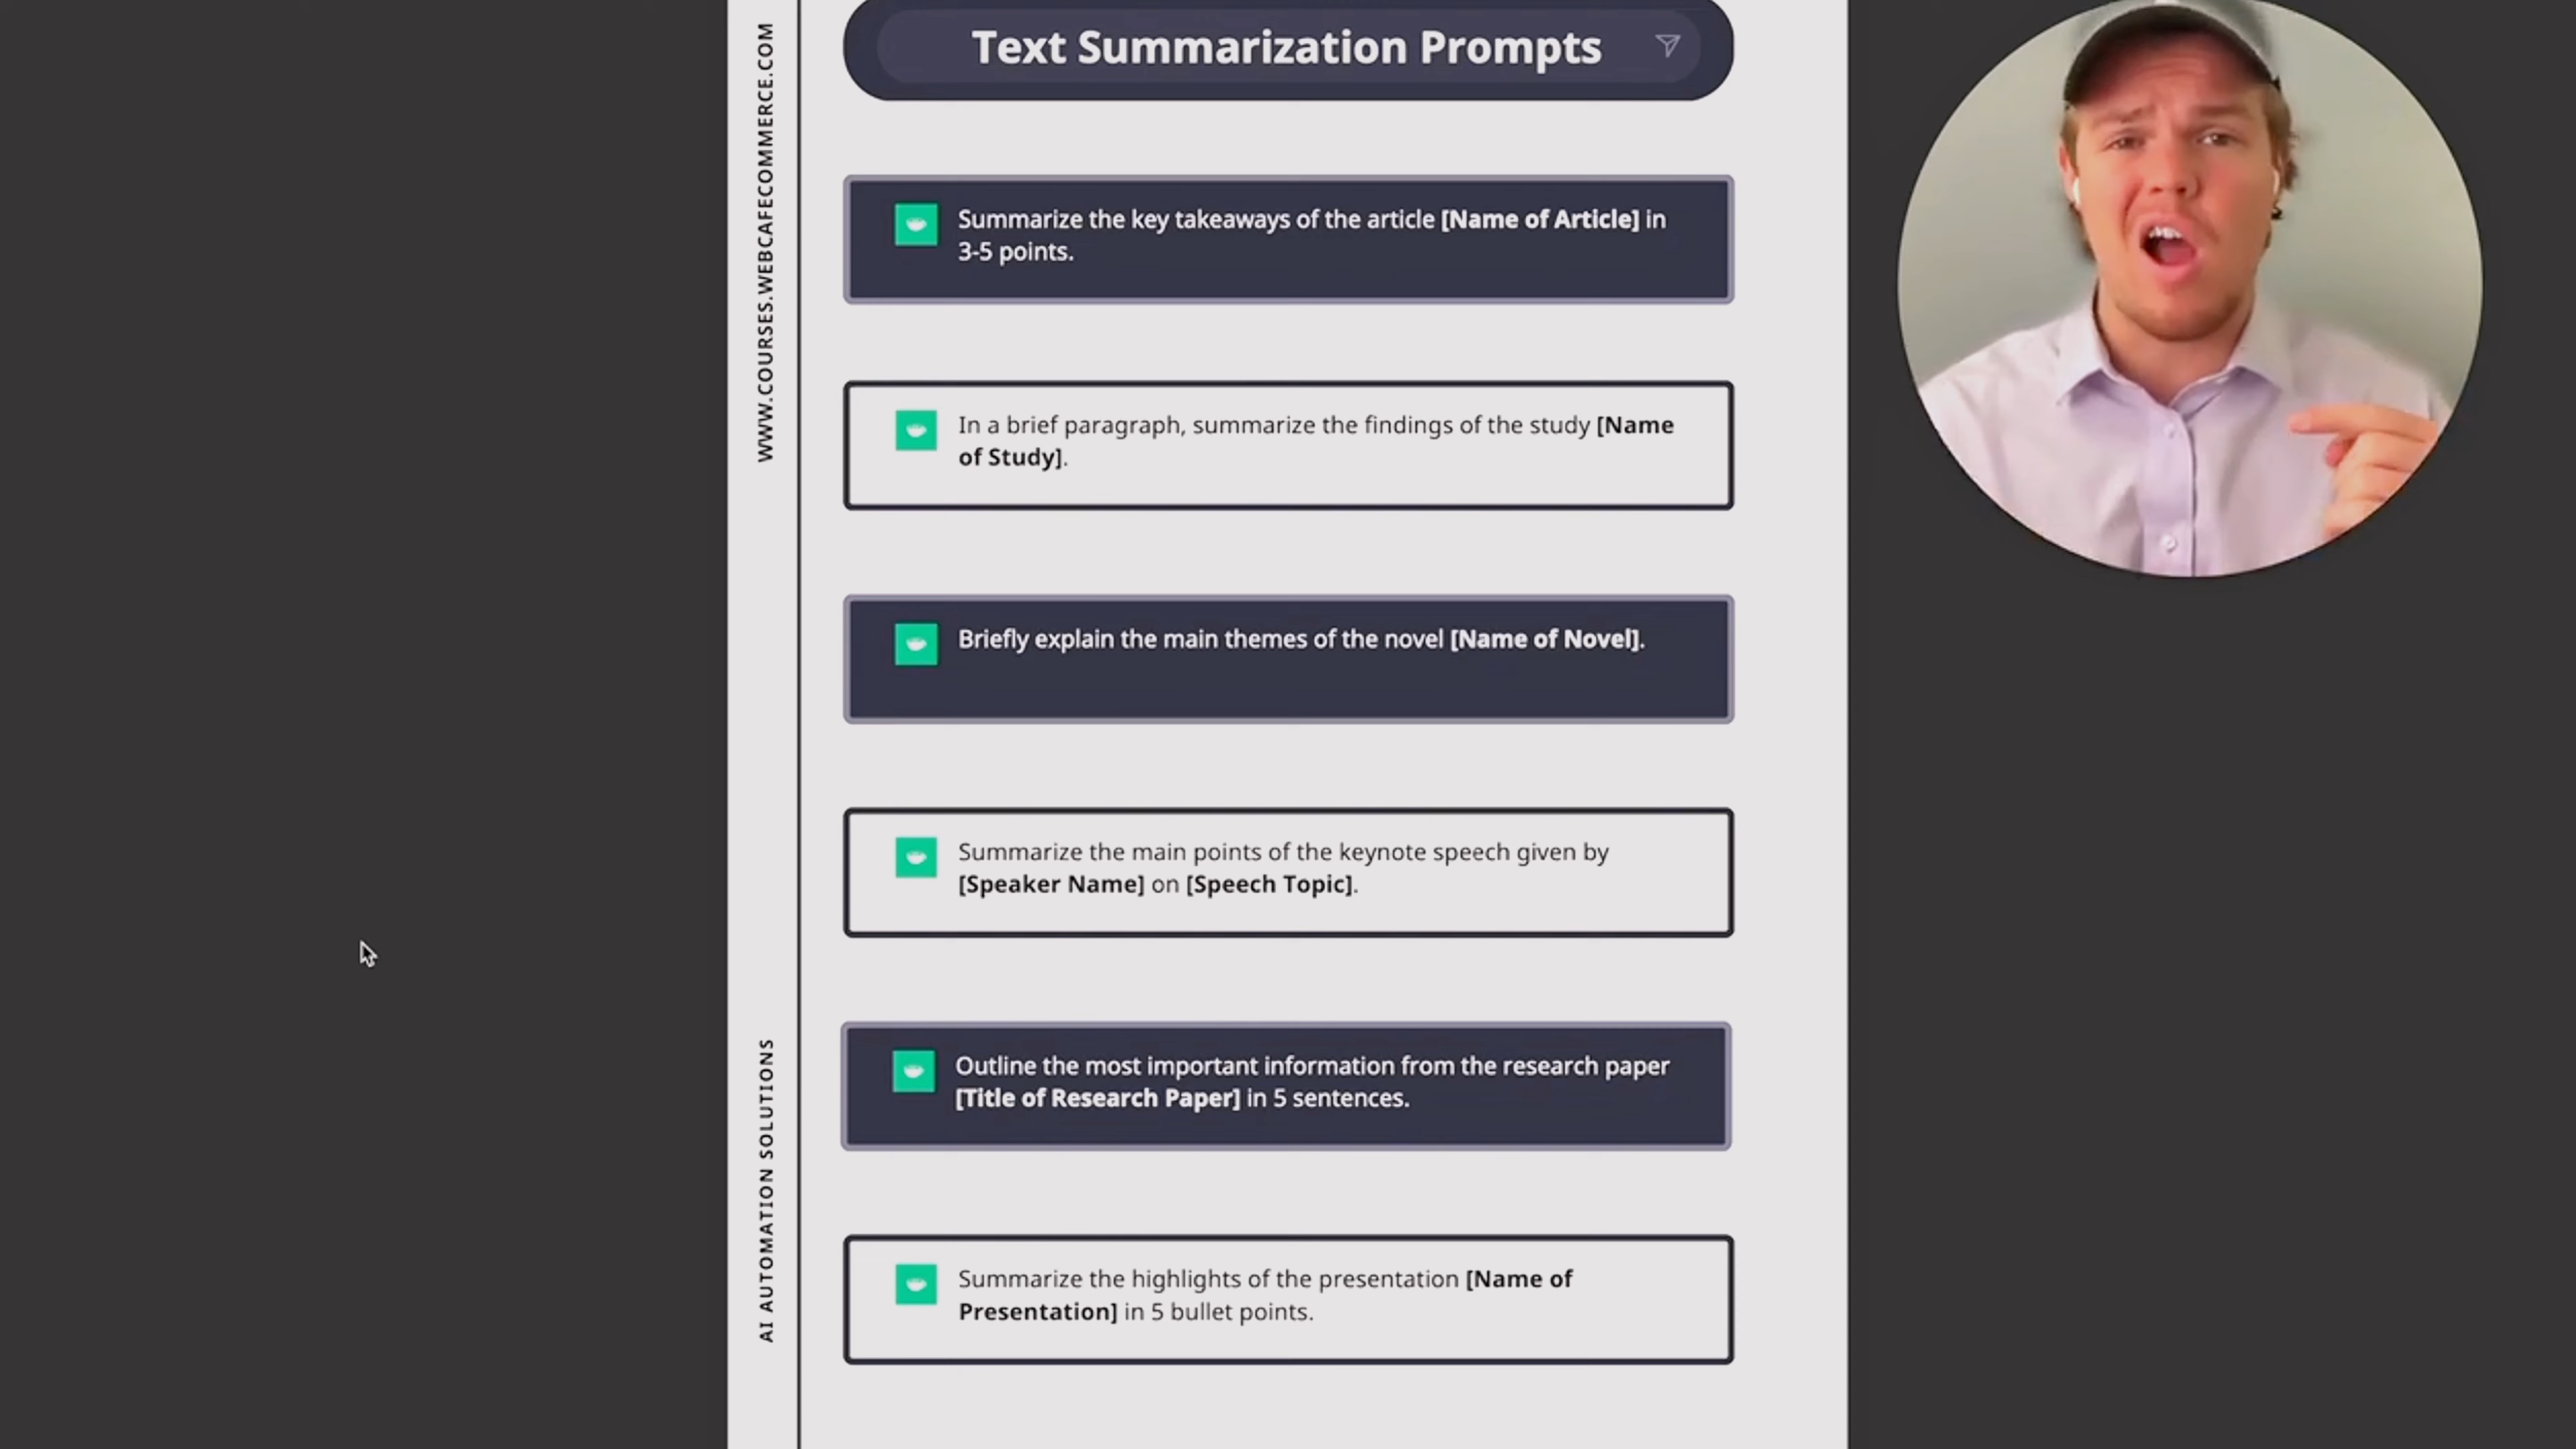 Text Summarization Prompts
WWW.COURSES.WEBCAFECOMMERCE.COM
Summarize the key takeaways of the article [Name of Article] in
3-5 points.
In a brief paragraph, summarize the findings of the study [Name
of Study].
Briefly explain the main themes of the novel [Name of Novel].
Summarize the main points of the keynote speech given by
[Speaker Name] on [Speech Topic].
AI AUTOMATION SOLUTIONS
Outline the most important information from the research paper
[Title of Research Paper] in 5 sentences.
Summarize the highlights of the presentation [Name of
Presentation] in 5 bullet points.